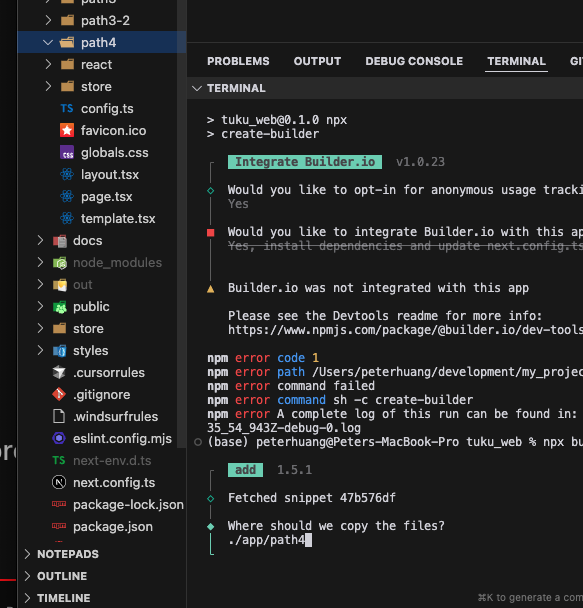 path3-2
path4
react
store
TS config.ts
favicon.ico
css globals.css
layout.tsx
page.tsx
template.tsx
docs
node_modules
out
public
store
styles
.cursorrules
.gitignore
.windsurfrules
eslint.config.mjs
TS next-env.d.ts
N next.config.ts
package-lock.json
package.json
NOTEPADS
OUTLINE
TIMELINE
PROBLEMS OUTPUT DEBUG CONSOLE TERMINAL
TERMINAL
> tuku_web@0.1.0 npx
> create-builder
Integrate Builder.io v1.0.23
Would you like to opt-in for anonymous usage
Yes
Would you like to integrate Builder.io with this
Yes, install dependencies and update next.config.ts
Builder.io was not integrated with this app
Please see the Devtools readme for more info:
https://www.npmjs.com/package/@builder.io/dev-tools
npm error code 1
npm error path /Users/peterhuang/development/my_projec
npm error command failed
npm error command sh -c create-builder
npm error A complete log of this run can be found in:
35_54_943Z-debug-0.log
(base) peterhuang@Peters-MacBook-Pro tuku_web % npx bu
add 1.5.1
Fetched snippet 47b576df
Where should we copy the files?
./app/path4
⌘K to generate a com